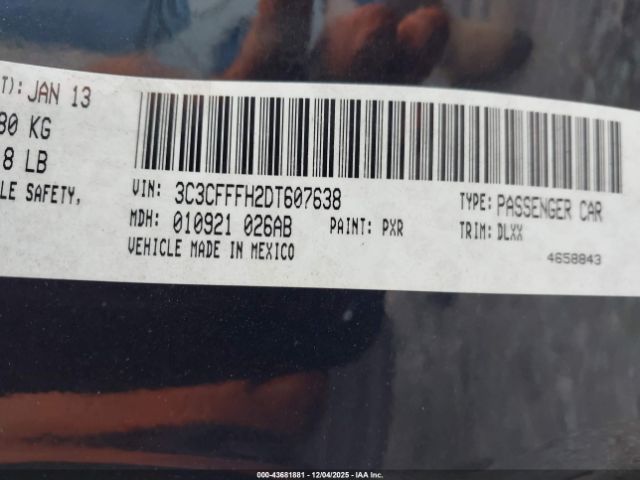 T): JAN 13
80 KG
8 LB
LE SAFETY,
VIN: 3C3CFFFH2DT607638
TYPE: PASSENGER CAR
MDH: 010921 026AB
PAINT: PXR
TRIM: DLXX
VEHICLE MADE IN MEXICO
4658843
000-43681881 - 12/04/2025 - IAA Inc.